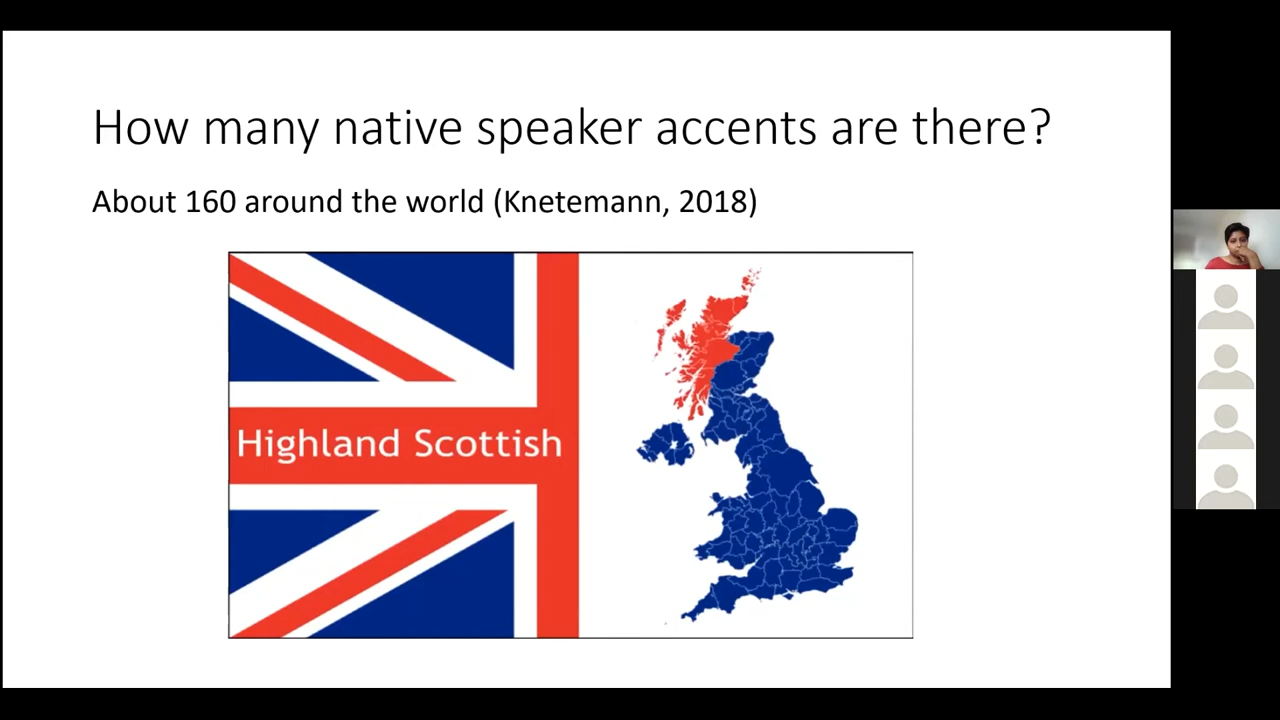 How many native speaker accents are there?
About 160 around the world (Knetemann, 2018)
Highland Scottish